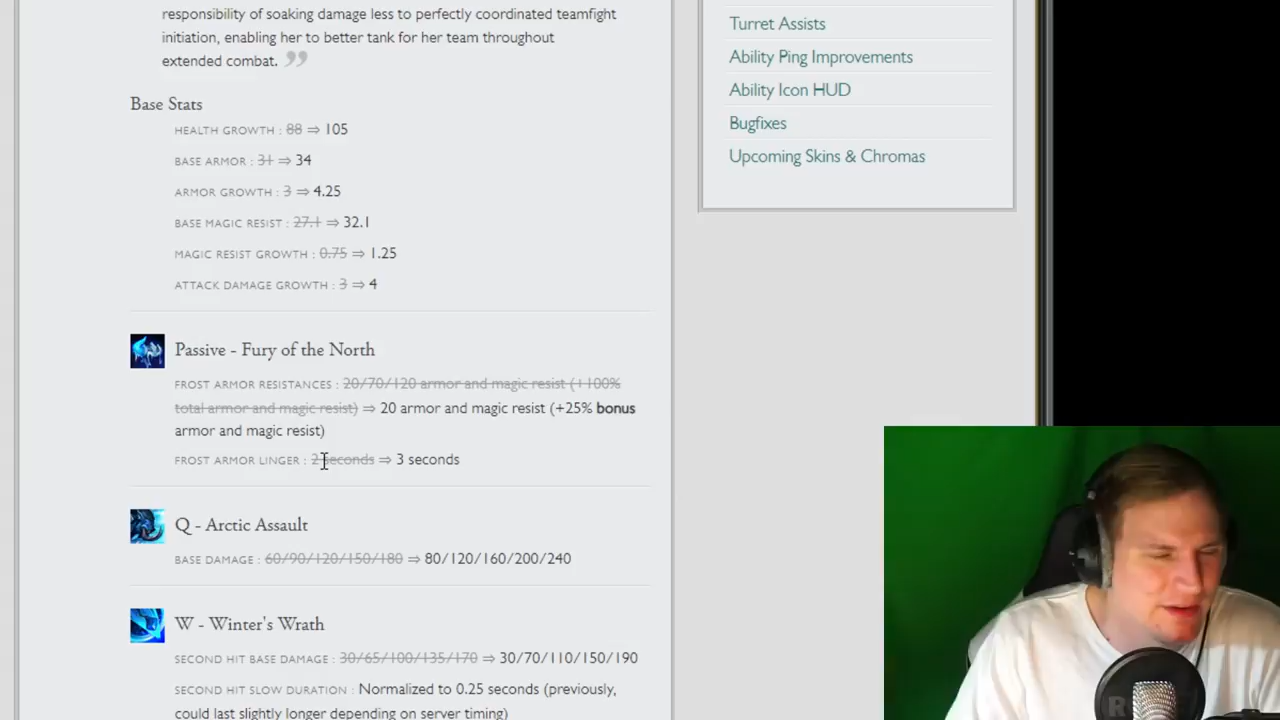 responsibility of soaking damage less to perfectly coordinated teamfight
initiation, enabling her to better tank for her team throughout
extended combat.
Base Stats
HEALTH GROWTH : 88 ⇒ 105
BASE ARMOR : 31 ⇒ 34
ARMOR GROWTH : 3 ⇒ 4.25
BASE MAGIC RESIST : 27.1 ⇒ 32.1
MAGIC RESIST GROWTH : 0.75 ⇒ 1.25
ATTACK DAMAGE GROWTH : 3 ⇒ 4
Passive - Fury of the North
FROST ARMOR RESISTANCES : 20/70/120 armor and magic resist (+100%
total armor and magic resist) ⇒ 20 armor and magic resist (+25% bonus
armor and magic resist)
FROST ARMOR LINGER : 2 seconds ⇒ 3 seconds
Q - Arctic Assault
BASE DAMAGE : 60/90/120/150/180 ⇒ 80/120/160/200/240
W - Winter's Wrath
SECOND HIT BASE DAMAGE : 30/65/100/135/170 ⇒ 30/70/110/150/190
SECOND HIT SLOW DURATION : Normalized to 0.25 seconds (previously,
could last slightly longer depending on server timing)
Turret Assists
Ability Ping Improvements
Ability Icon HUD
Bugfixes
Upcoming Skins & Chromas